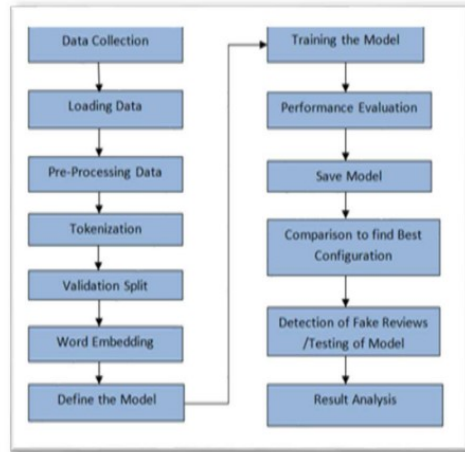 Data Collection
Loading Data
Pre-Processing Data
Tokenization
Validation Split
Word Embedding
Define the Model
Training the Model
Performance Evaluation
Save Model
Comparison to find Best
Configuration
Detection of Fake Reviews
/Testing of Model
Result Analysis